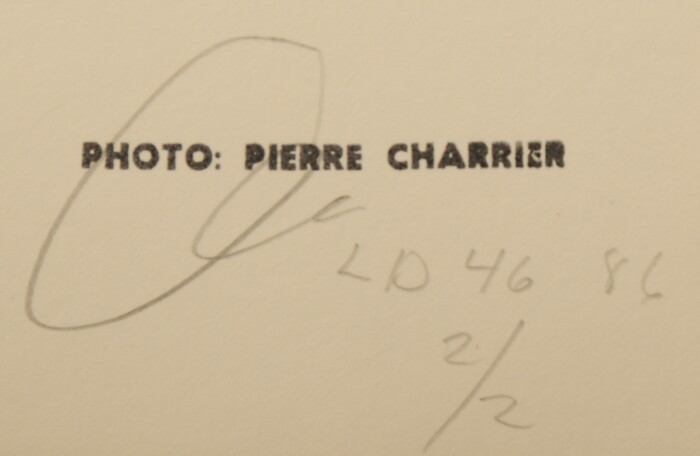 PHOTO: PIERRE CHARRIER
LD 46 86
2/2